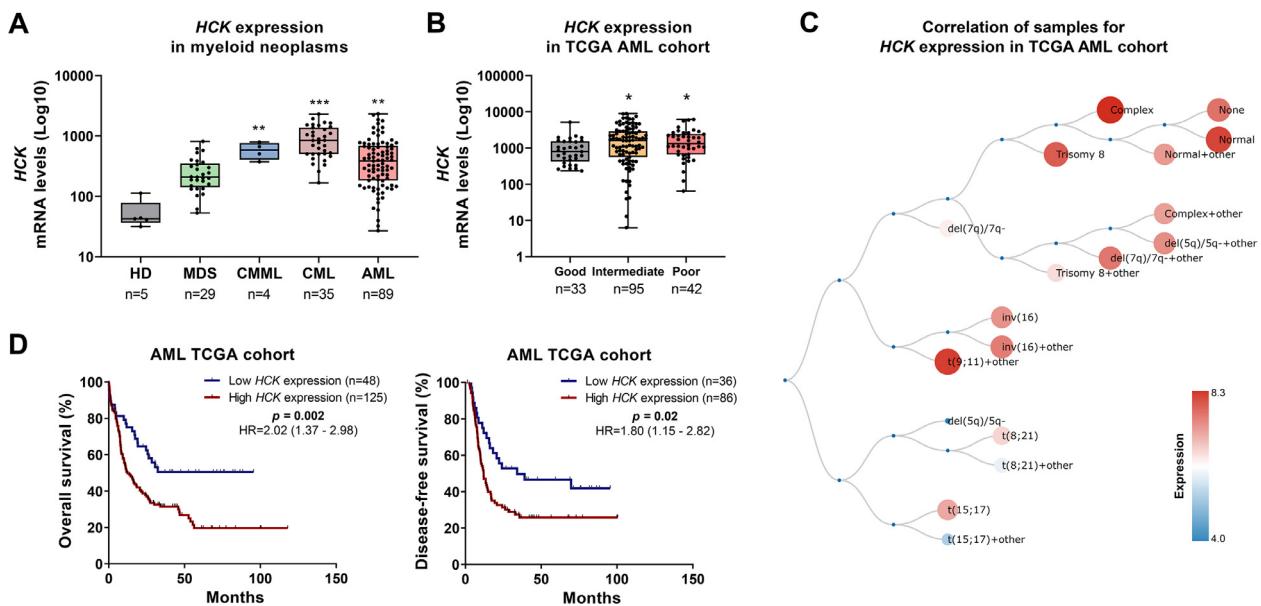 A
HCK expression
in myeloid neoplasms
HCK
mRNA levels (Log10)
10000
1000
100
10
**
***
**
HD
MDS
CMML
CML
AML
n=5
n=29
n=4
n=35
n=89
B
HCK expression
in TCGA AML cohort
HCK
mRNA levels (Log10)
100000
10000
1000
100
10
1
*
*
Good
Intermediate
Poor
n=33
n=95
n=42
C
Correlation of samples for
HCK expression in TCGA AML cohort
Complex
None
Normal
Trisomy 8
Normal+other
Complex+other
del(7q)/7q-
del(5q)/5q-+other
del(7q)/7q-+other
Trisomy 8+other
inv(16)
inv(16)+other
t(9;11)+other
del(5q)/5q-
t(8;21)
t(8;21)+other
t(15;17)
t(15;17)+other
Expression
8.3
4.0
D
AML TCGA cohort
Low HCK expression (n=48)
High HCK expression (n=125)
p = 0.002
HR=2.02 (1.37 - 2.98)
Overall survival (%)
100
80
60
40
20
0
0
50
100
150
Months
AML TCGA cohort
Low HCK expression (n=36)
High HCK expression (n=86)
p = 0.02
HR=1.80 (1.15 - 2.82)
Disease-free survival (%)
100
80
60
40
20
0
0
50
100
150
Months